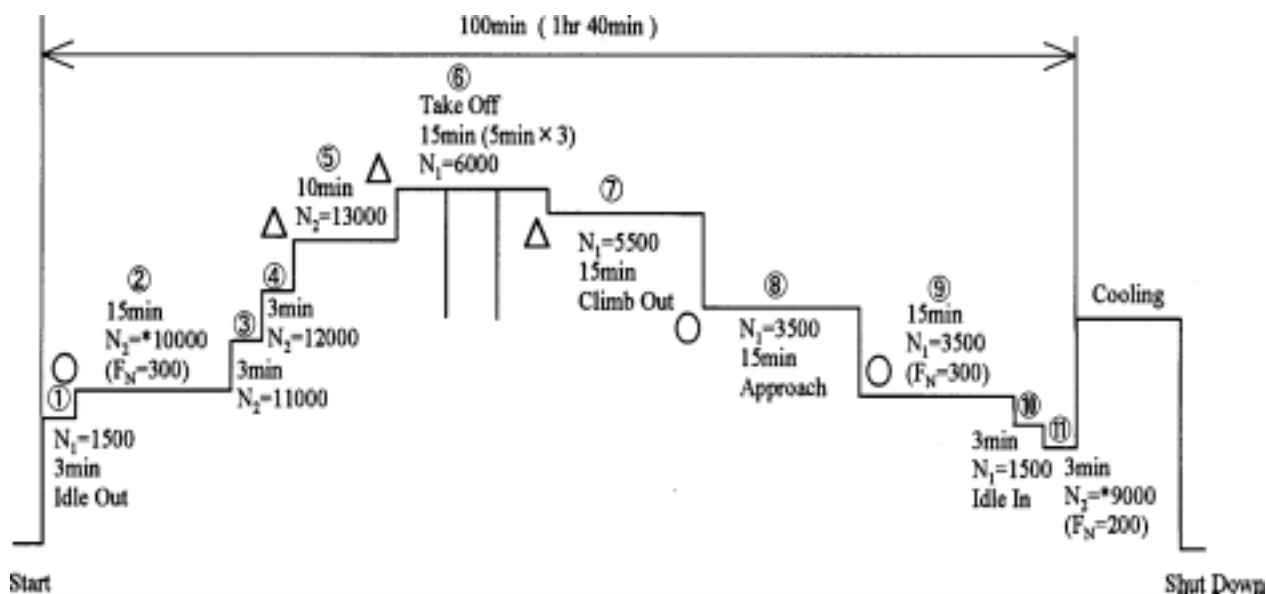 100min ( 1hr 40min )
⑥
Take Off
15min (5min × 3)
N₁=6000
⑤
10min
N₂=13000
⑦
N₁=5500
15min
Climb Out
②
15min
N₂=*10000
(F_N=300)
③
3min
N₂=11000
④
3min
N₂=12000
⑧
N₁=3500
15min
Approach
⑨
15min
N₁=3500
(F_N=300)
Cooling
①
N₁=1500
3min
Idle Out
⑩
3min
N₁=1500
Idle In
⑪
3min
N₂=*9000
(F_N=200)
Start
Shut Down